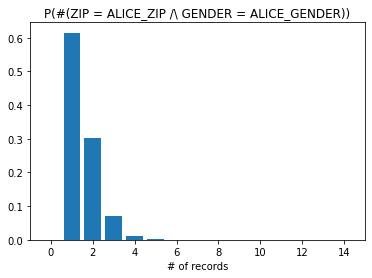 P(#(ZIP = ALICE_ZIP /\ GENDER = ALICE_GENDER))
0.6
0.5
0.4
0.3
0.2
0.1
0.0
0 2 4 6 8 10 12 14
# of records